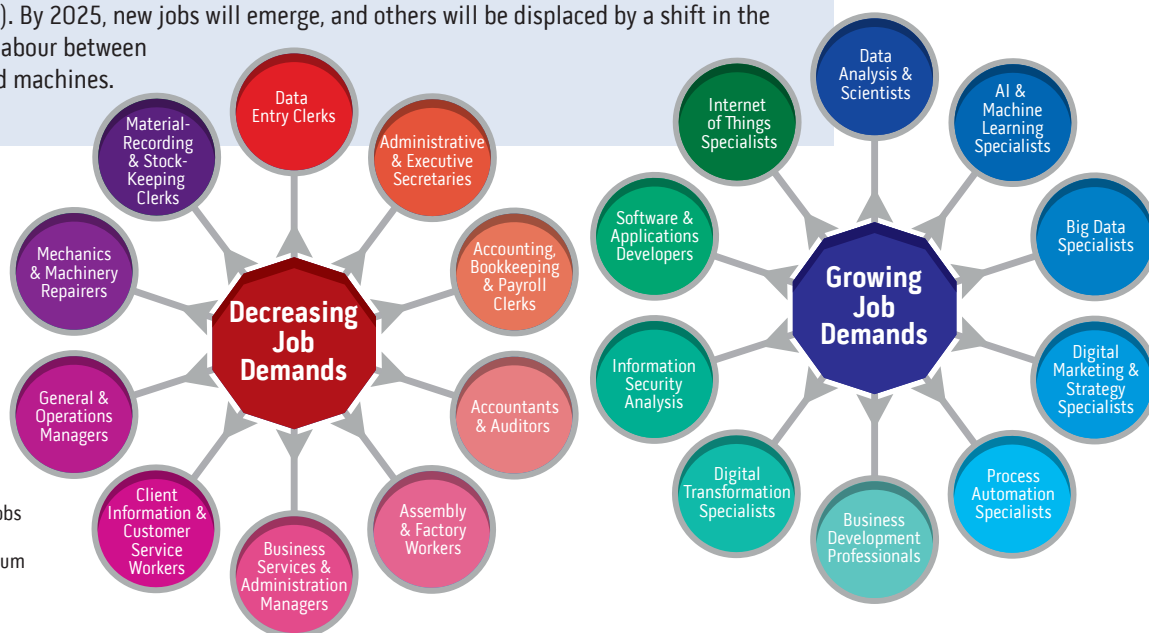 ). By 2025, new jobs will emerge, and others will be displaced by a shift in the
abour between
d machines.
Data
Entry Clerks
Administrative
& Executive
Secretaries
Accounting,
Bookkeeping
& Payroll
Clerks
Accountants
& Auditors
Assembly
& Factory
Workers
Business
Services &
Administration
Managers
Client
Information &
Customer
Service
Workers
General &
Operations
Managers
Mechanics
& Machinery
Repairers
Material-
Recording
& Stock-
Keeping
Clerks
Decreasing
Job
Demands
Data
Analysis &
Scientists
AI &
Machine
Learning
Specialists
Big Data
Specialists
Digital
Marketing &
Strategy
Specialists
Process
Automation
Specialists
Business
Development
Professionals
Digital
Transformation
Specialists
Information
Security
Analysis
Software &
Applications
Developers
Internet
of Things
Specialists
Growing
Job
Demands
obs
um